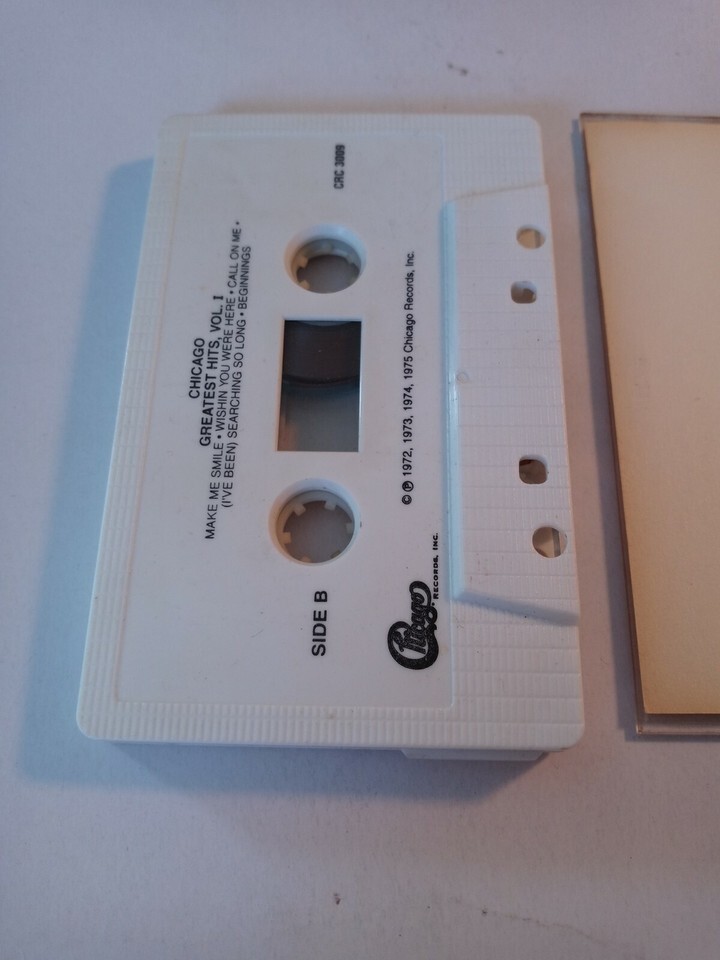 CHICAGO
GREATEST HITS, VOL. I
MAKE ME SMILE • WISHIN YOU WERE HERE • CALL ON ME •
(I'VE BEEN) SEARCHING SO LONG • BEGINNINGS
CRC 3009
SIDE B
© ℗ 1972, 1973, 1974, 1975 Chicago Records, Inc.
Chicago
RECORDS, INC.